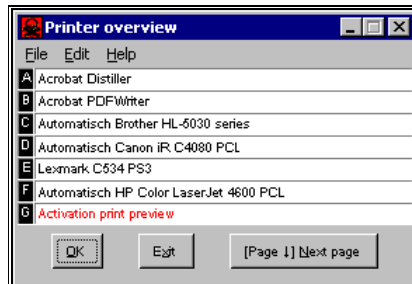 Printer overview
File Edit Help
A Acrobat Distiller
B Acrobat PDFWriter
C Automatisch Brother HL-5030 series
D Automatisch Canon iR C4080 PCL
E Lexmark C534 PS3
F Automatisch HP Color LaserJet 4600 PCL
G Activation print preview
OK Exit [Page ↓] Next page